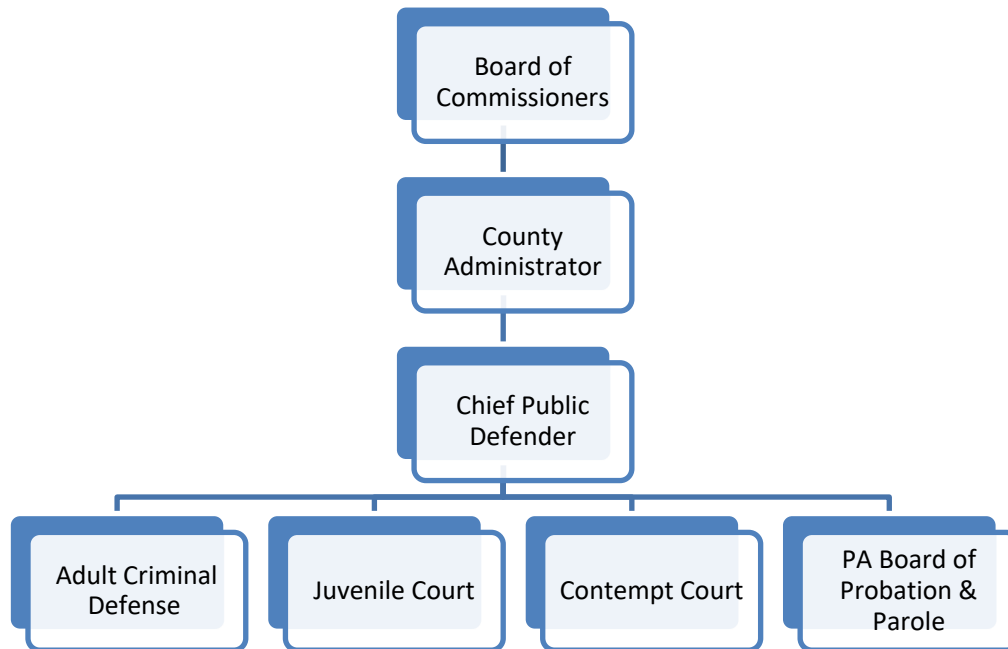 Board of
Commissioners
County
Administrator
Chief Public
Defender
Adult Criminal
Defense
Juvenile Court
Contempt Court
PA Board of
Probation &
Parole